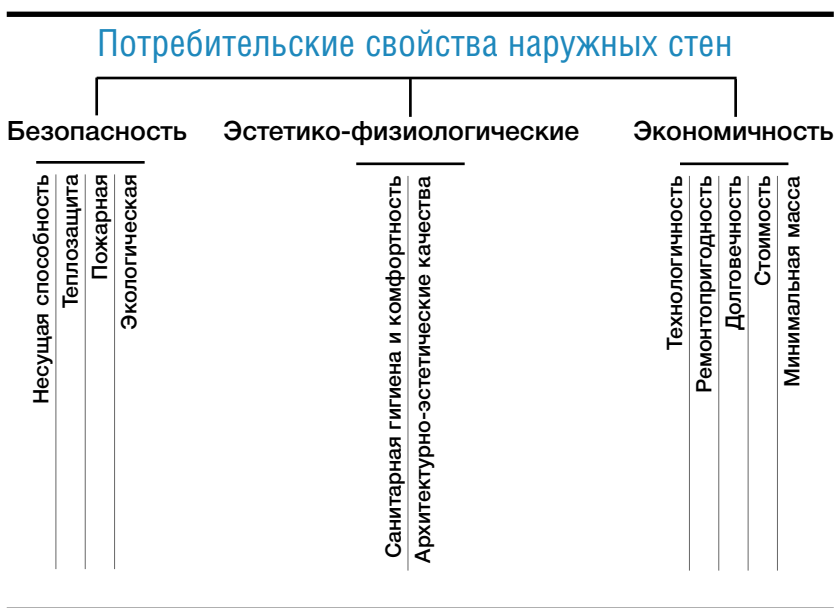 Потребительские свойства наружных стен
Безопасность
Эстетико-физиологические
Экономичность
Несущая способность
Теплозащита
Пожарная
Экологическая
Санитарная гигиена и комфортность
Архитектурно-эстетические качества
Технологичность
Ремонтопригодность
Долговечность
Стоимость
Минимальная масса